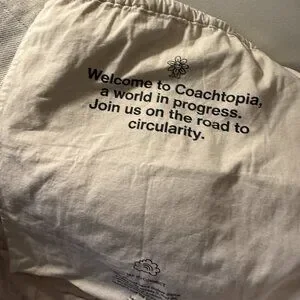 Welcome to Coachtopia,
a world in progress.
Join us on the road to
circularity.